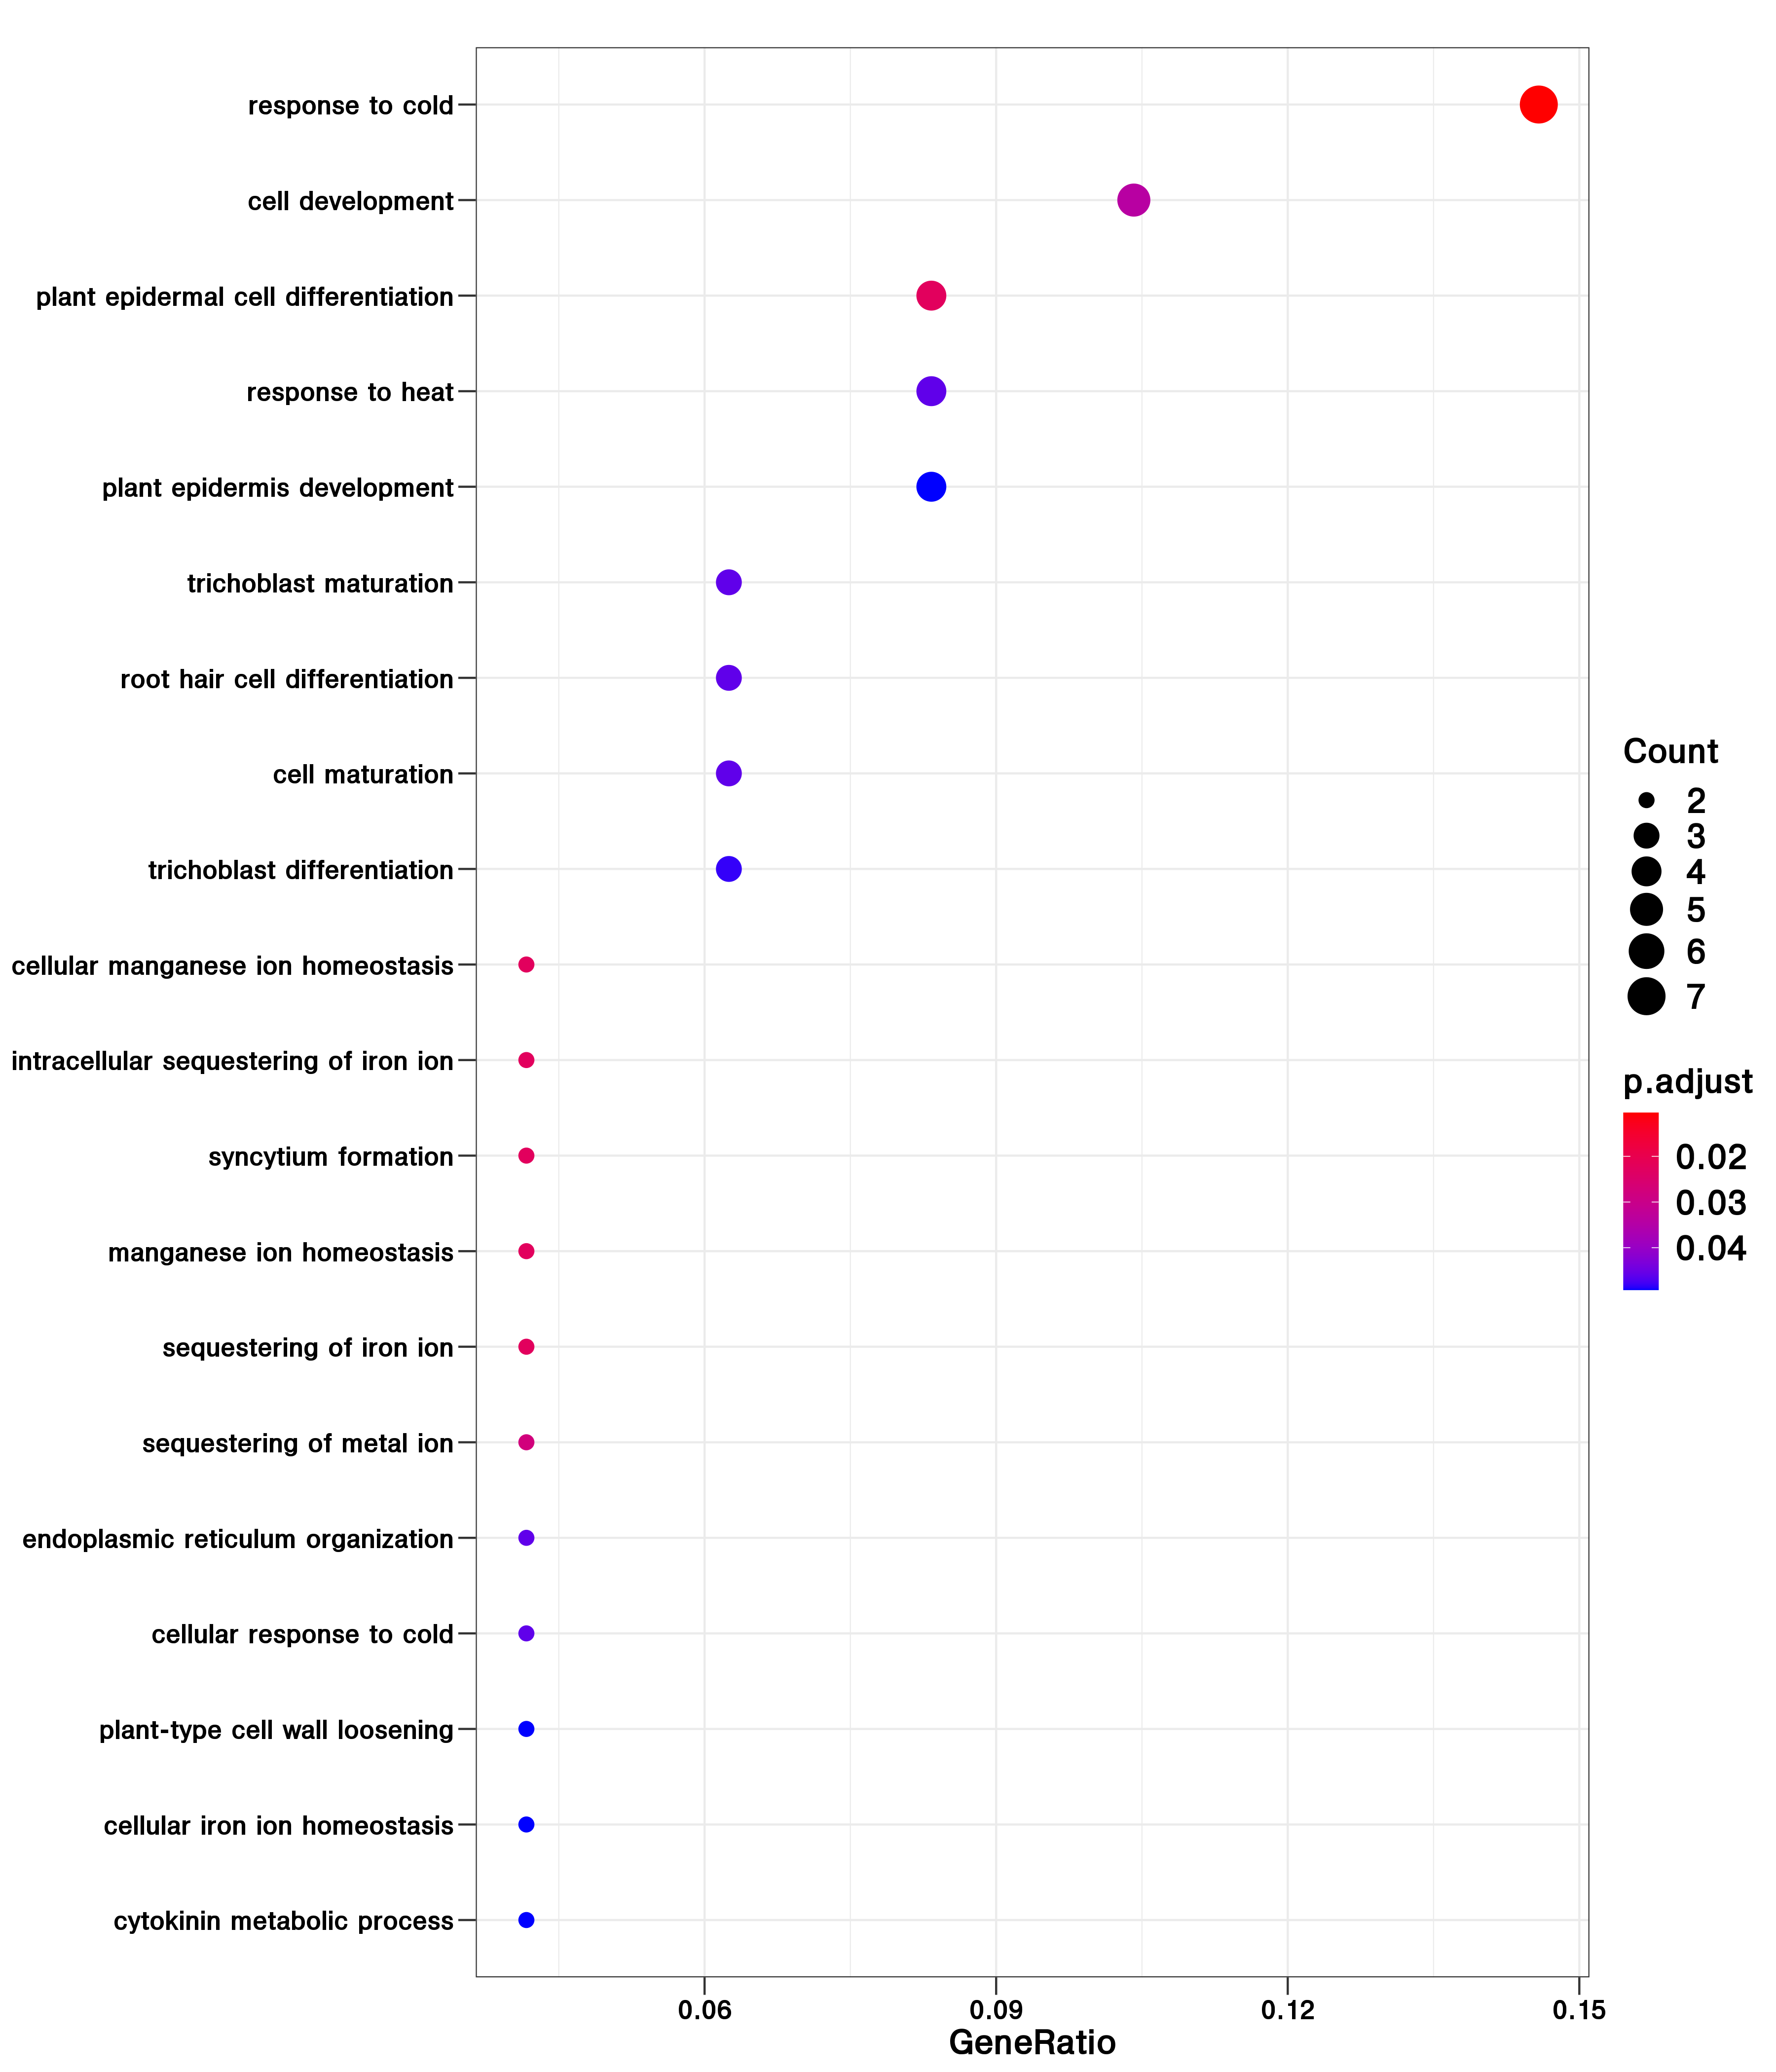 response to cold
cell development
plant epidermal cell differentiation
response to heat
plant epidermis development
trichoblast maturation
root hair cell differentiation
cell maturation
trichoblast differentiation
cellular manganese ion homeostasis
intracellular sequestering of iron ion
syncytium formation
manganese ion homeostasis
sequestering of iron ion
sequestering of metal ion
endoplasmic reticulum organization
cellular response to cold
plant-type cell wall loosening
cellular iron ion homeostasis
cytokinin metabolic process
0.06 0.09 0.12 0.15
GeneRatio
Count
2
3
4
5
6
7
p.adjust
0.02
0.03
0.04